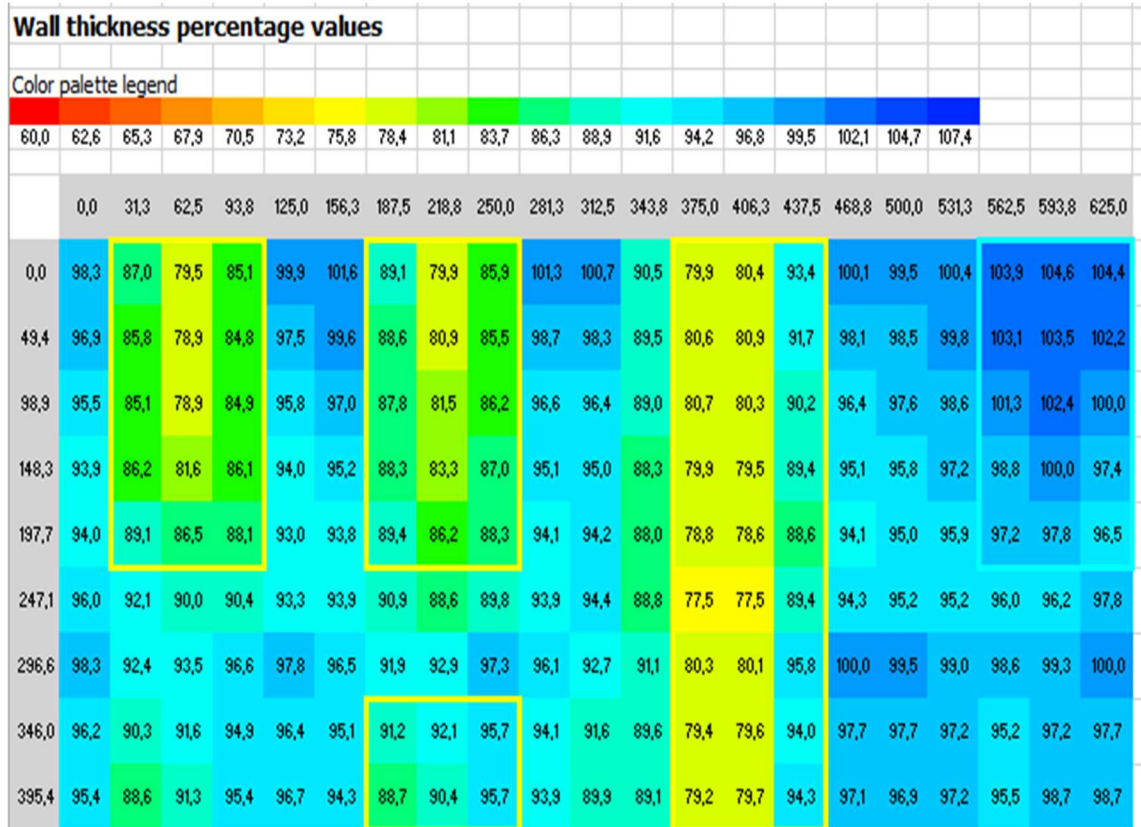 Wall thickness percentage values
Color palette legend
60,0 62,6 65,3 67,9 70,5 73,2 75,8 78,4 81,1 83,7 86,3 88,9 91,6 94,2 96,8 99,5 102,1 104,7 107,4
0,0 31,3 62,5 93,8 125,0 156,3 187,5 218,8 250,0 281,3 312,5 343,8 375,0 406,3 437,5 468,8 500,0 531,3 562,5 593,8 625,0
0,0 98,3 87,0 79,5 85,1 99,9 101,6 89,1 79,9 85,9 101,3 100,7 90,5 79,9 80,4 93,4 100,1 99,5 100,4 103,9 104,6 104,4
49,4 96,9 85,8 78,9 84,8 97,5 99,6 88,6 80,9 85,5 98,7 98,3 89,5 80,6 80,9 91,7 98,1 98,5 99,8 103,1 103,5 102,2
98,9 95,5 85,1 78,9 84,9 95,8 97,0 87,8 81,5 86,2 96,6 96,4 89,0 80,7 80,3 90,2 96,4 97,6 98,6 101,3 102,4 100,0
148,3 93,9 86,2 81,6 86,1 94,0 95,2 88,3 83,3 87,0 95,1 95,0 88,3 79,9 79,5 89,4 95,1 95,8 97,2 98,8 100,0 97,4
197,7 94,0 89,1 86,5 88,1 93,0 93,8 89,4 86,2 88,3 94,1 94,2 88,0 78,8 78,6 88,6 94,1 95,0 95,9 97,2 97,8 96,5
247,1 96,0 92,1 90,0 90,4 93,3 93,9 90,9 88,6 89,8 93,9 94,4 88,8 77,5 77,5 89,4 94,3 95,2 95,2 96,0 96,2 97,8
296,6 98,3 92,4 93,5 96,6 97,8 96,5 91,9 92,9 97,3 96,1 92,7 91,1 80,3 80,1 95,8 100,0 99,5 99,0 98,6 99,3 100,0
346,0 96,2 90,3 91,6 94,9 96,4 95,1 91,2 92,1 95,7 94,1 91,6 89,6 79,4 79,6 94,0 97,7 97,7 97,2 95,2 97,2 97,7
395,4 95,4 88,6 91,3 95,4 96,7 94,3 88,7 90,4 95,7 93,9 89,9 89,1 79,2 79,7 94,3 97,1 96,9 97,2 95,5 98,7 98,7